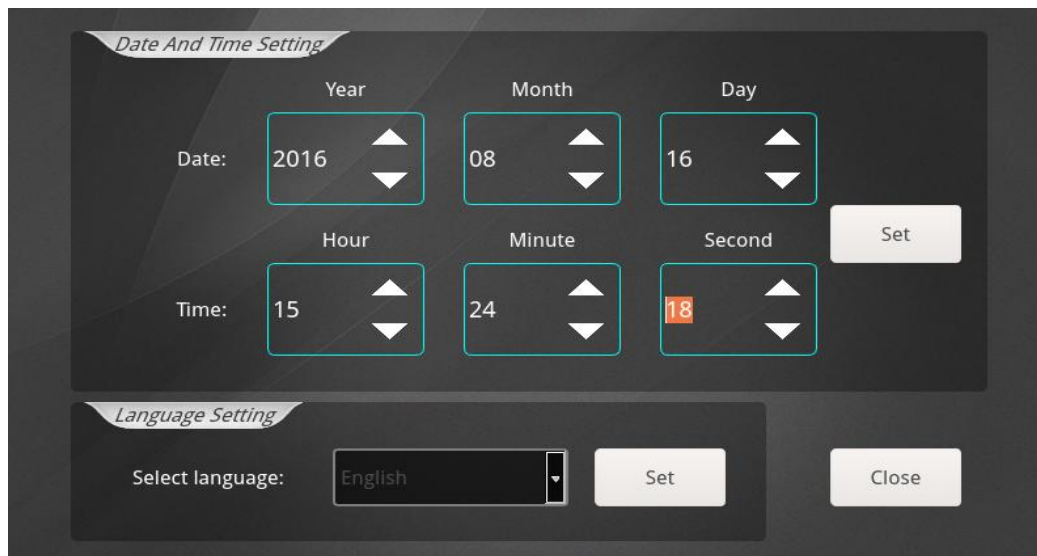 Date And Time Setting
Year Month Day
Date: 2016 08 16
Set
Hour Minute Second
Time: 15 24 18
Language Setting
Select language: English Set Close